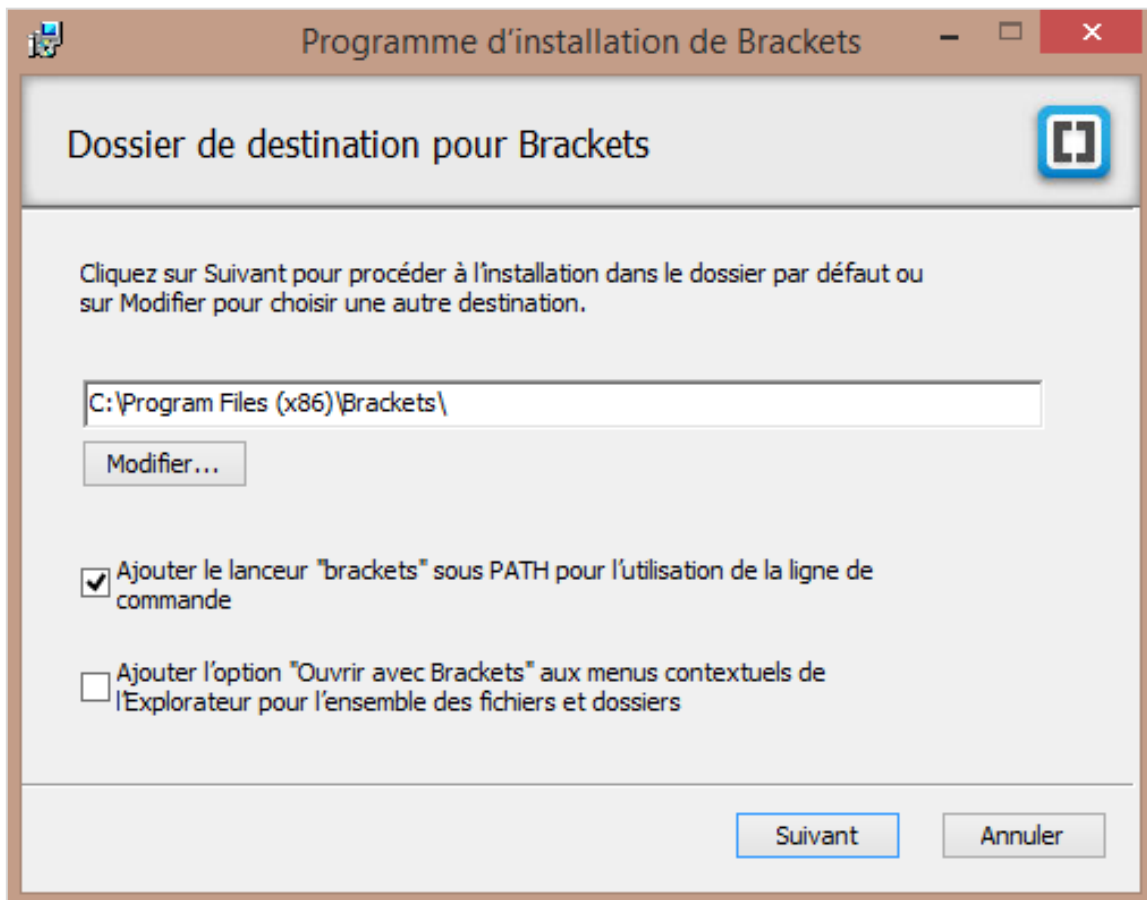 Programme d'installation de Brackets
Dossier de destination pour Brackets
Cliquez sur Suivant pour procéder à l'installation dans le dossier par défaut ou
sur Modifier pour choisir une autre destination.
C:\Program Files (x86)\Brackets\
Modifier...
Ajouter le lanceur "brackets" sous PATH pour l'utilisation de la ligne de
commande
Ajouter l'option "Ouvrir avec Brackets" aux menus contextuels de
l'Explorateur pour l'ensemble des fichiers et dossiers
Suivant
Annuler